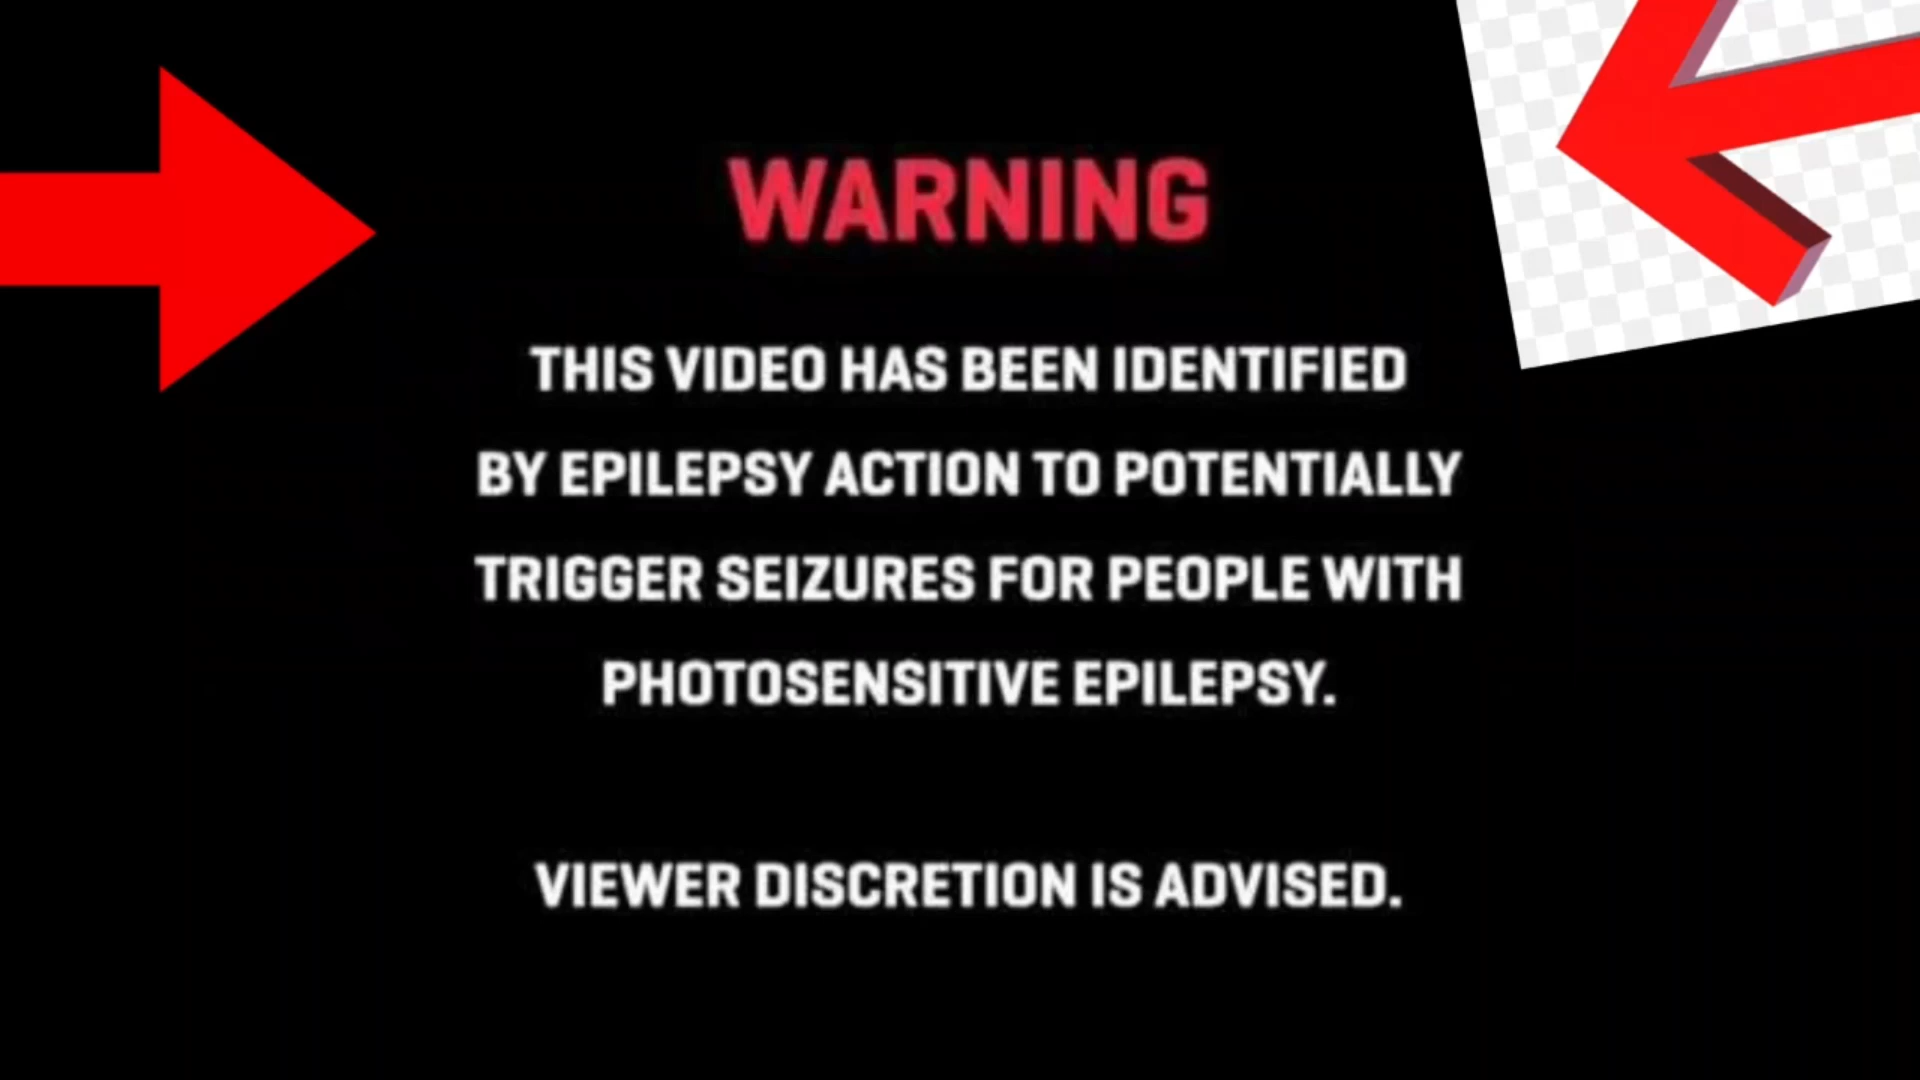 WARNING
THIS VIDEO HAS BEEN IDENTIFIED
BY EPILEPSY ACTION TO POTENTIALLY
TRIGGER SEIZURES FOR PEOPLE WITH
PHOTOSENSITIVE EPILEPSY.
VIEWER DISCRETION IS ADVISED.